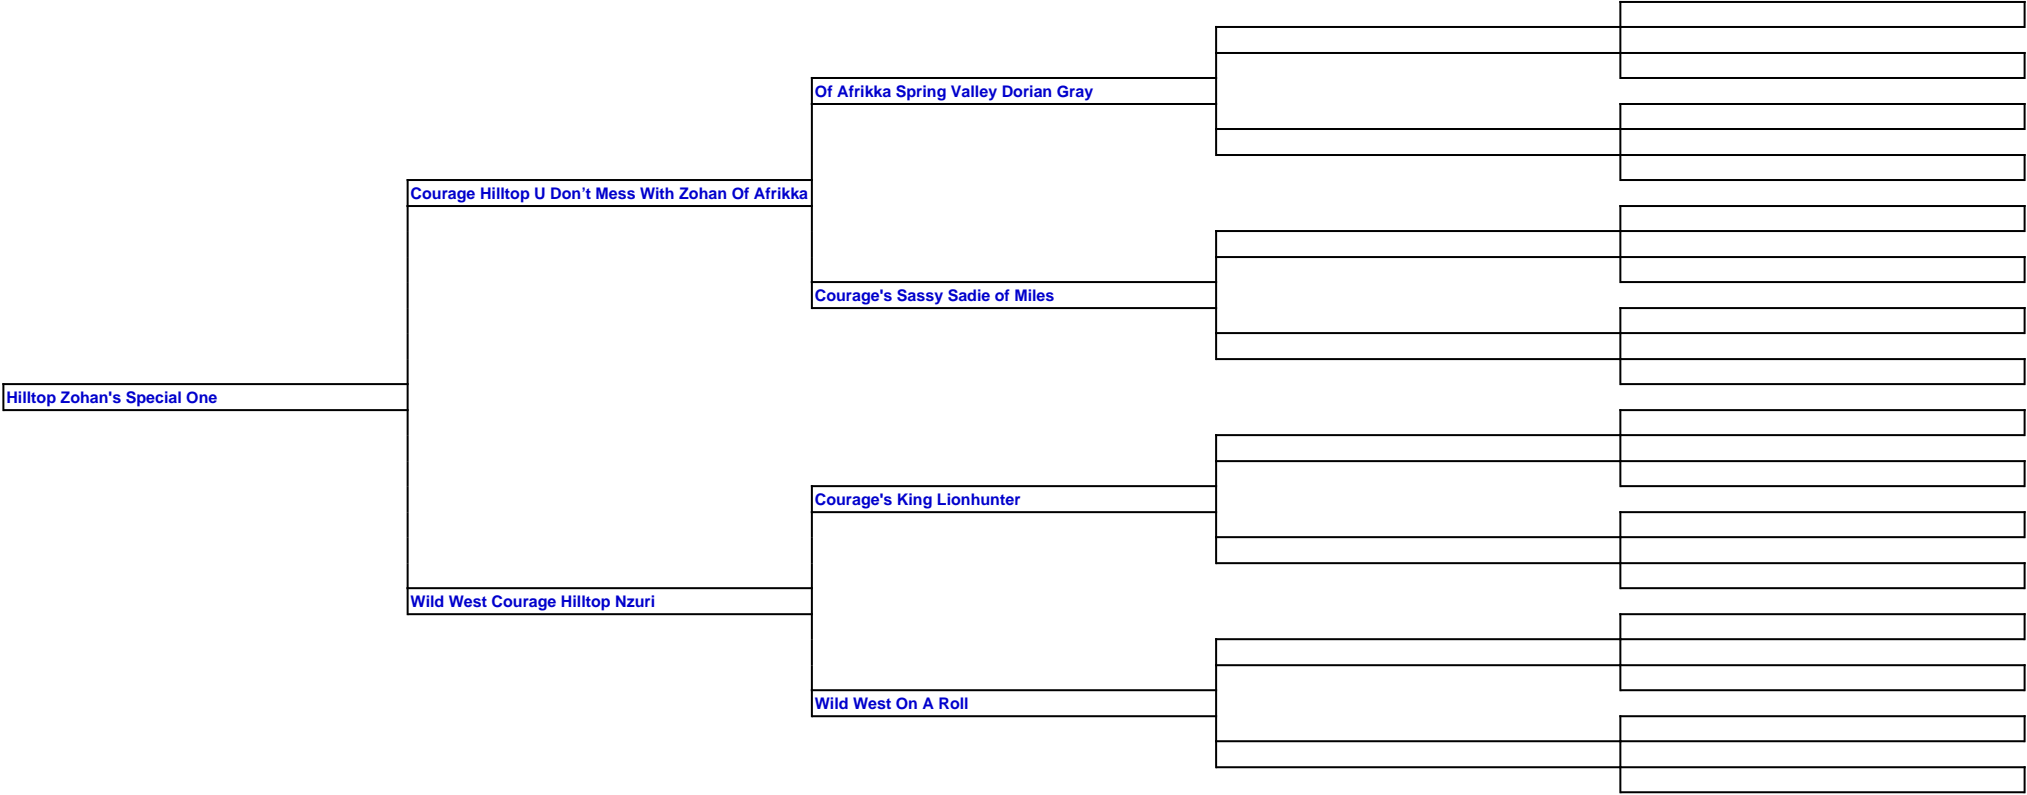 Of Afrikka Spring Valley Dorian Gray
Courage Hilltop U Don’t Mess With Zohan Of Afrikka
Courage's Sassy Sadie of Miles
Hilltop Zohan's Special One
Courage's King Lionhunter
Wild West Courage Hilltop Nzuri
Wild West On A Roll